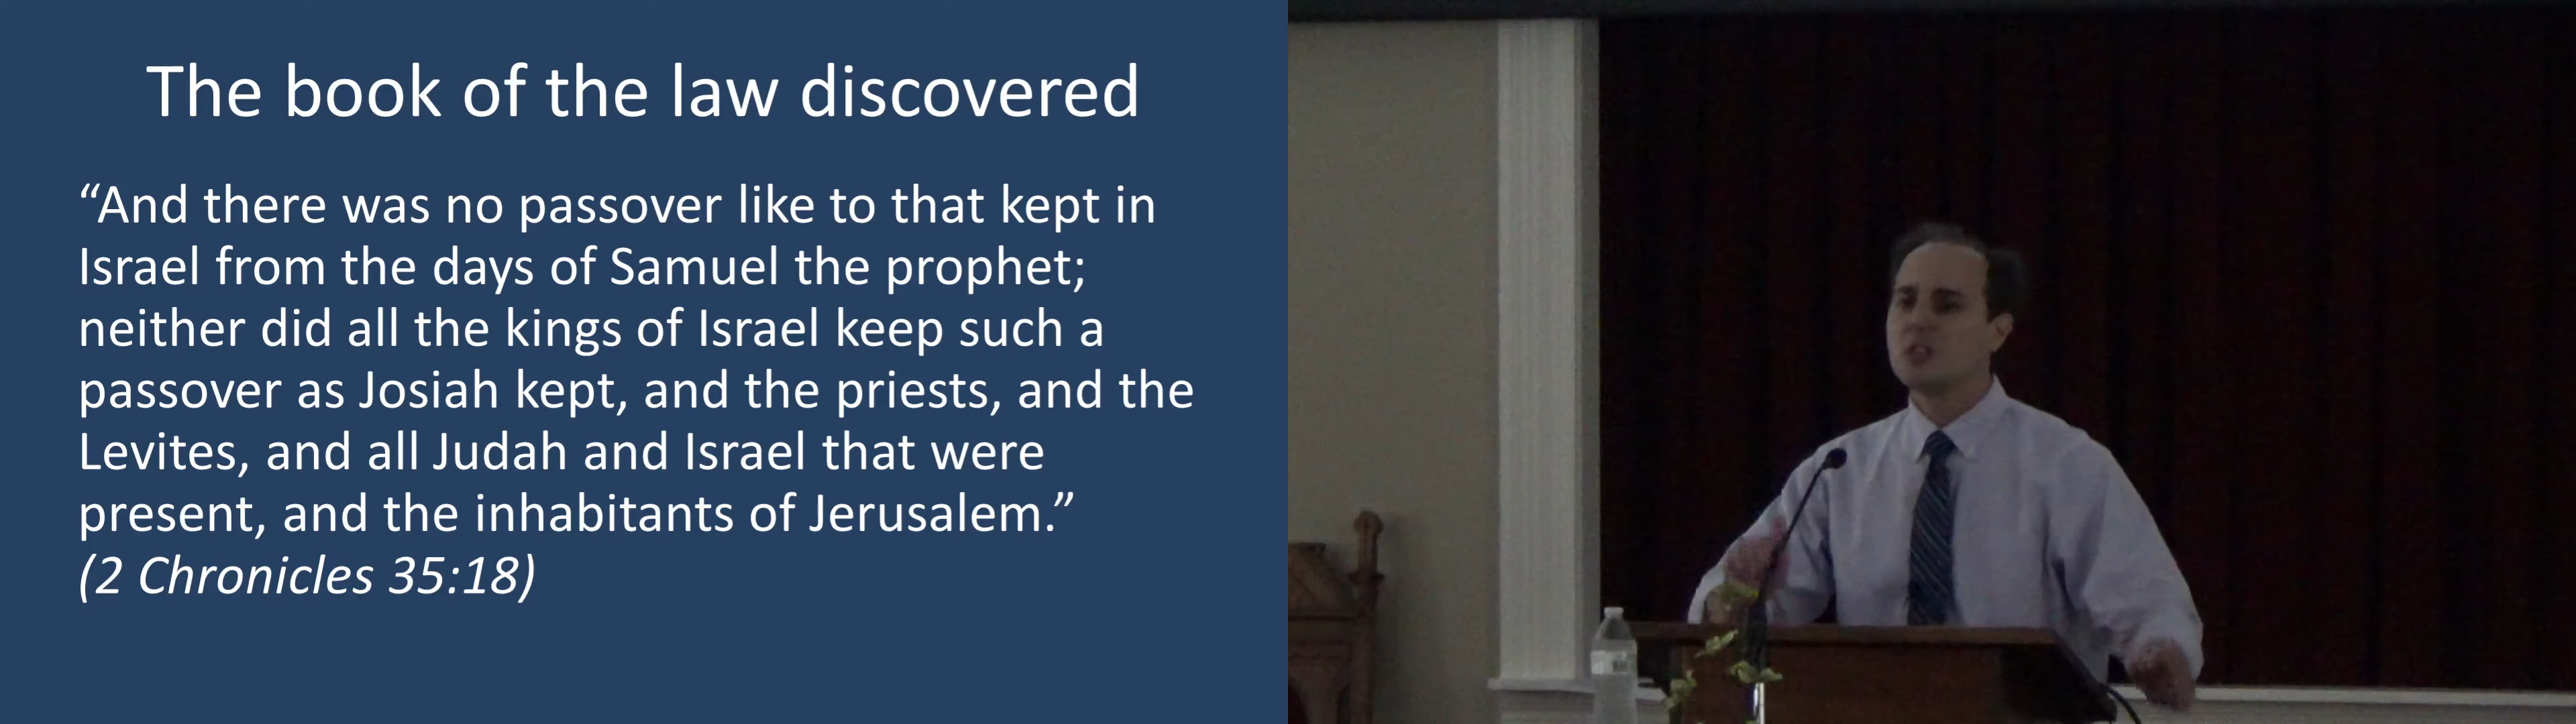 The book of the law discovered
“And there was no passover like to that kept in
Israel from the days of Samuel the prophet;
neither did all the kings of Israel keep such a
passover as Josiah kept, and the priests, and the
Levites, and all Judah and Israel that were
present, and the inhabitants of Jerusalem.”
(2 Chronicles 35:18)